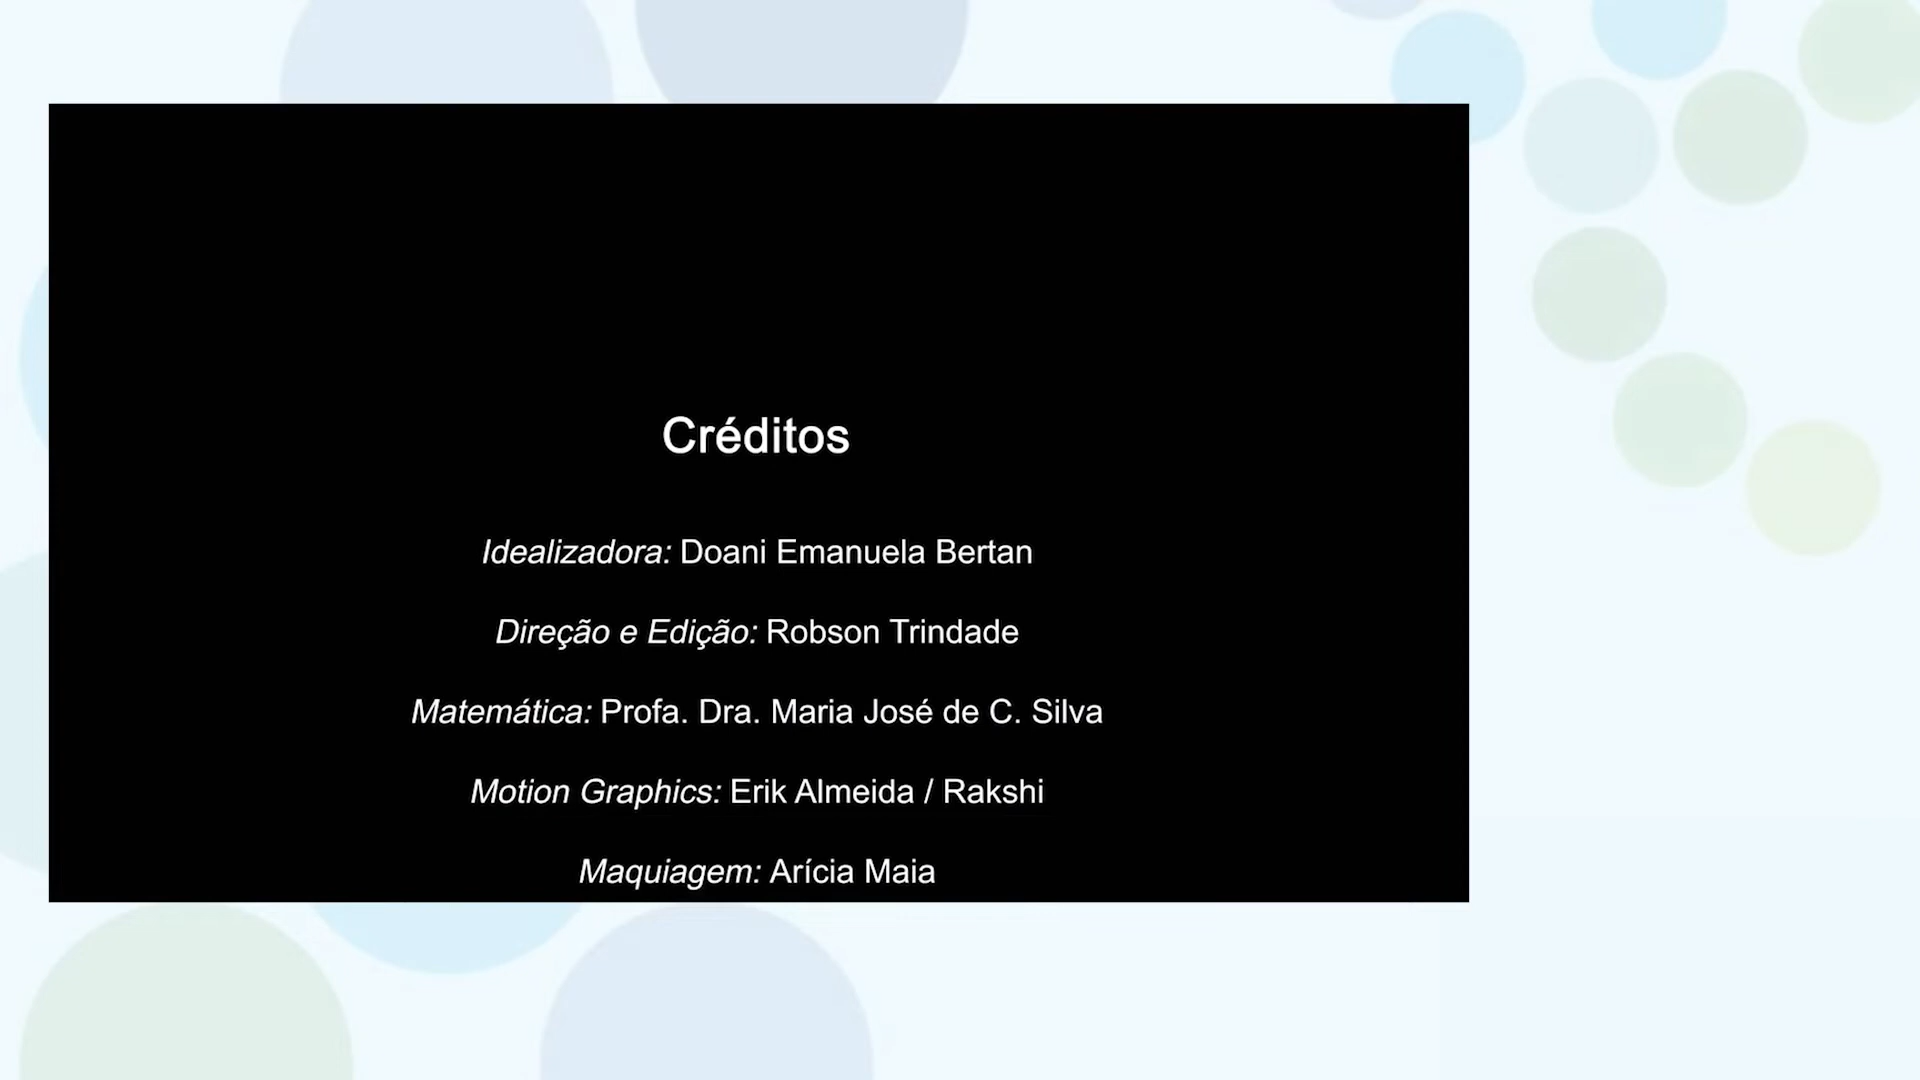 Créditos
Idealizadora: Doani Emanuela Bertan
Direção e Edição: Robson Trindade
Matemática: Profa. Dra. Maria José de C. Silva
Motion Graphics: Erik Almeida / Rakshi
Maquiagem: Arícia Maia